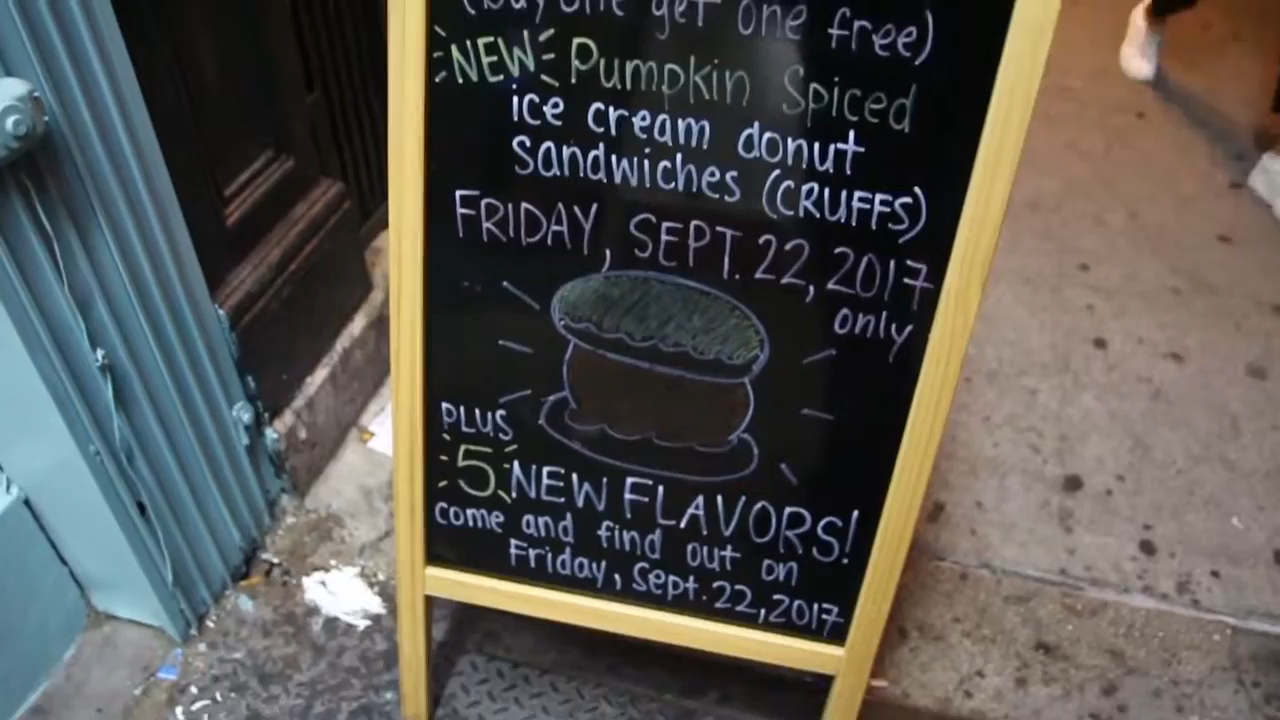 (buy one get one free)
NEW Pumpkin Spiced
ice cream donut
Sandwiches (CRUFFS)
FRIDAY, SEPT. 22, 2017
only
PLUS
5 NEW FLAVORS!
come and find out on
Friday, Sept. 22, 2017